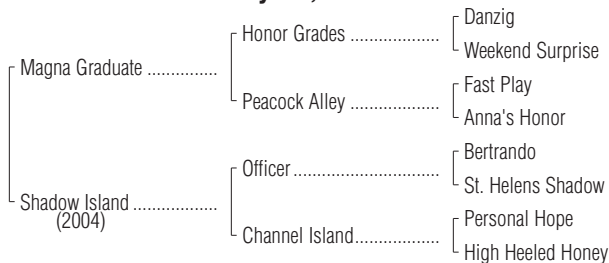 Danzig
Honor Grades ....................
Weekend Surprise
Magna Graduate ...............
Fast Play
Peacock Alley ....................
Anna's Honor
Bertrando
Officer ...............................
St. Helens Shadow
Shadow Island ..................
(2004)
Personal Hope
Channel Island...................
High Heeled Honey